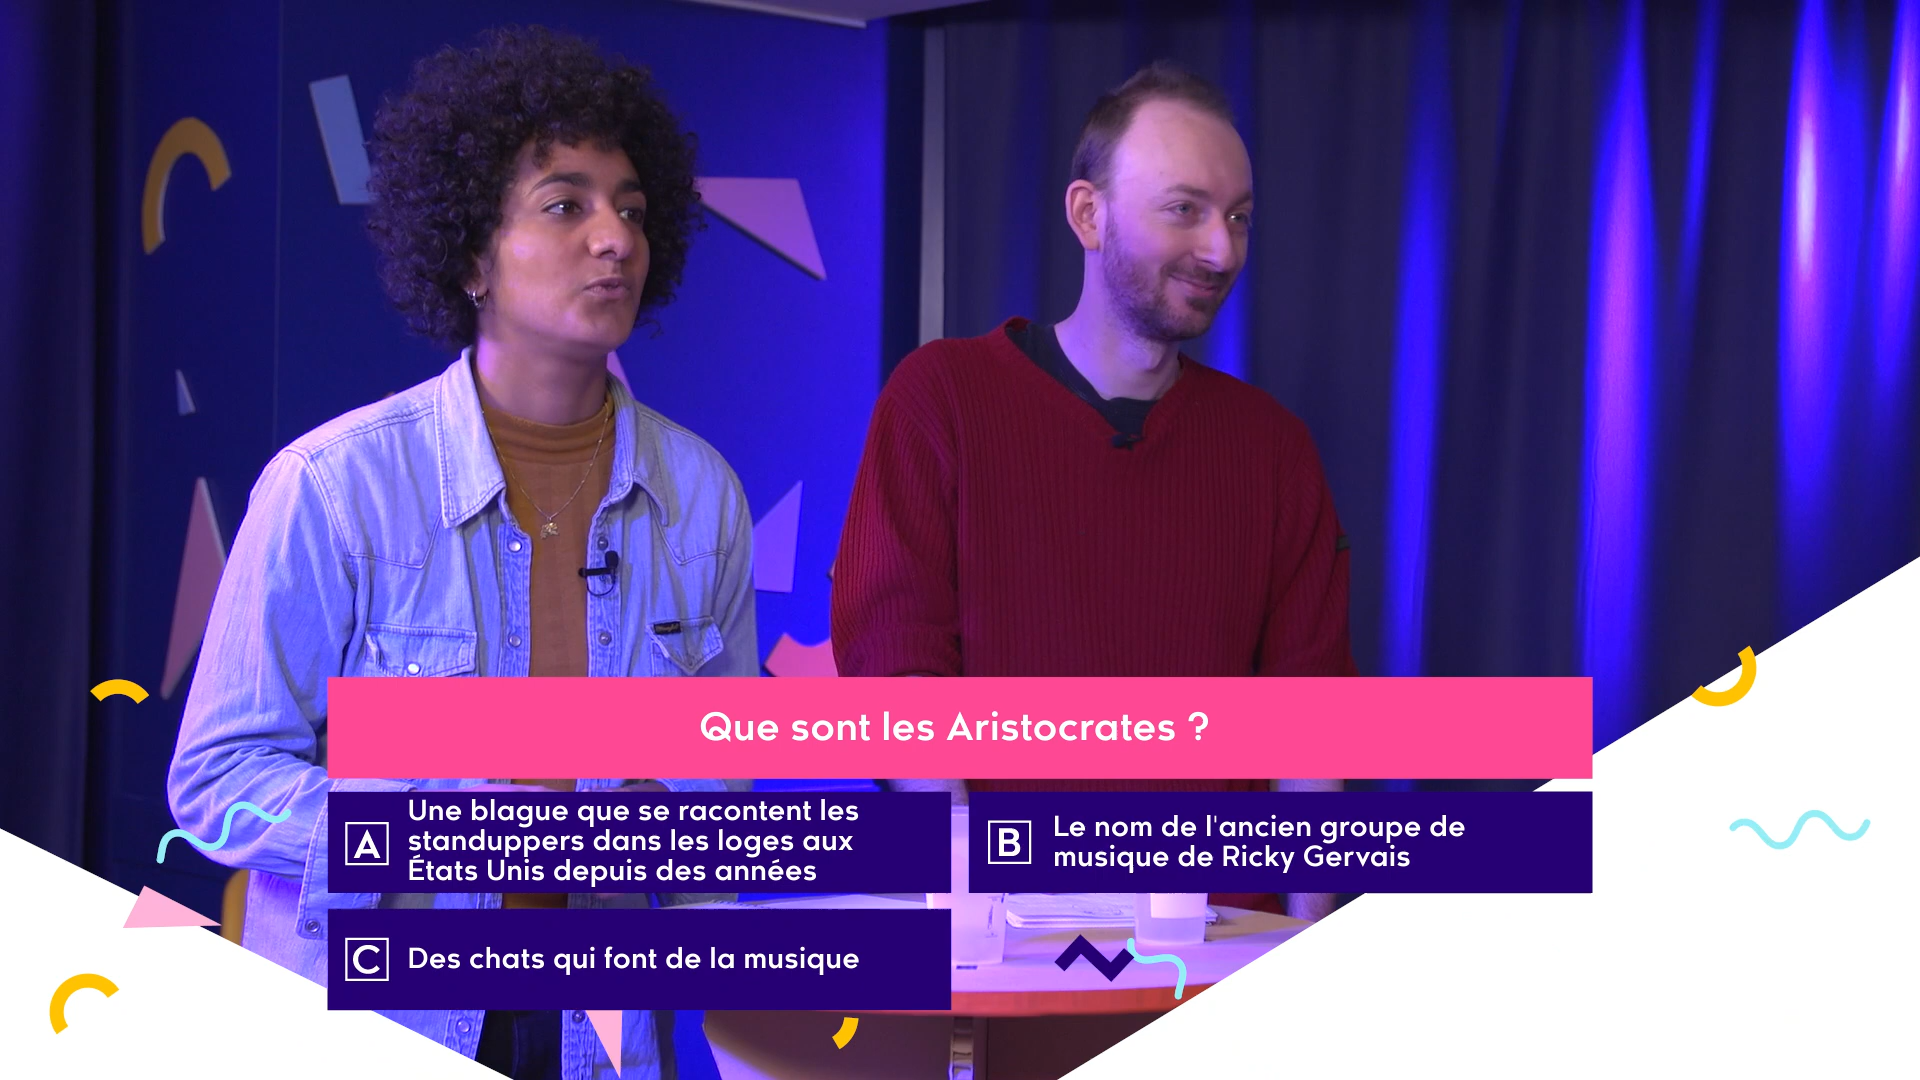 Que sont les Aristocrates ?
A
Une blague que se racontent les
standuppers dans les loges aux
États Unis depuis des années
B
Le nom de l'ancien groupe de
musique de Ricky Gervais
C
Des chats qui font de la musique